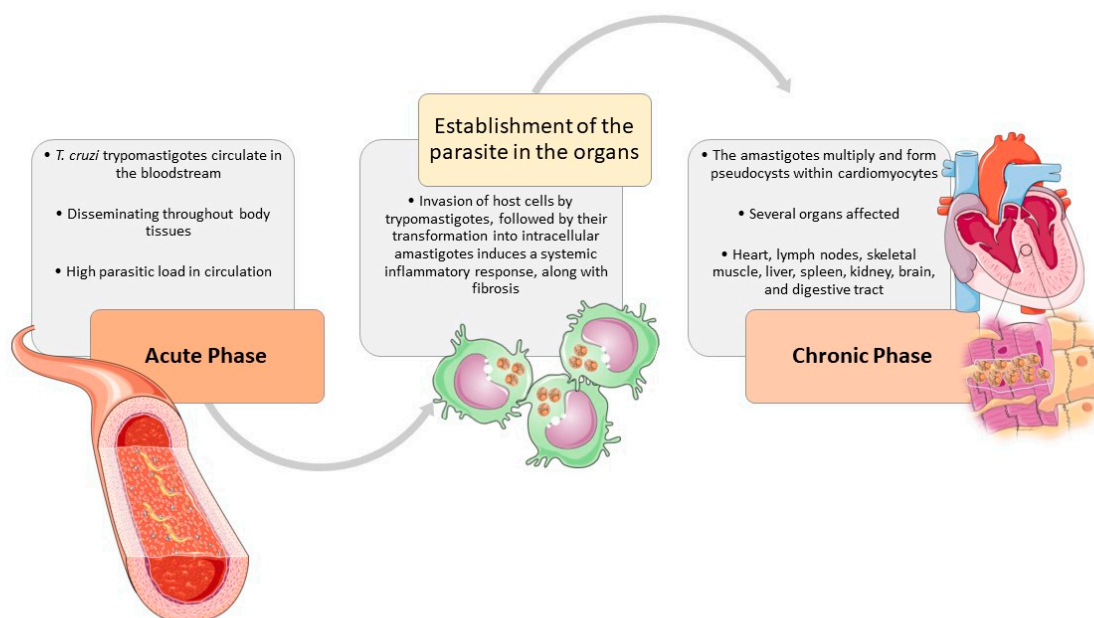 • T. cruzi trypomastigotes circulate in
the bloodstream
• Disseminating throughout body
tissues
• High parasitic load in circulation
Acute Phase
Establishment of the
parasite in the organs
• Invasion of host cells by
trypomastigotes, followed by their
transformation into intracellular
amastigotes induces a systemic
inflammatory response, along with
fibrosis
• The amastigotes multiply and form
pseudocysts within cardiomyocytes
• Several organs affected
• Heart, lymph nodes, skeletal
muscle, liver, spleen, kidney, brain,
and digestive tract
Chronic Phase